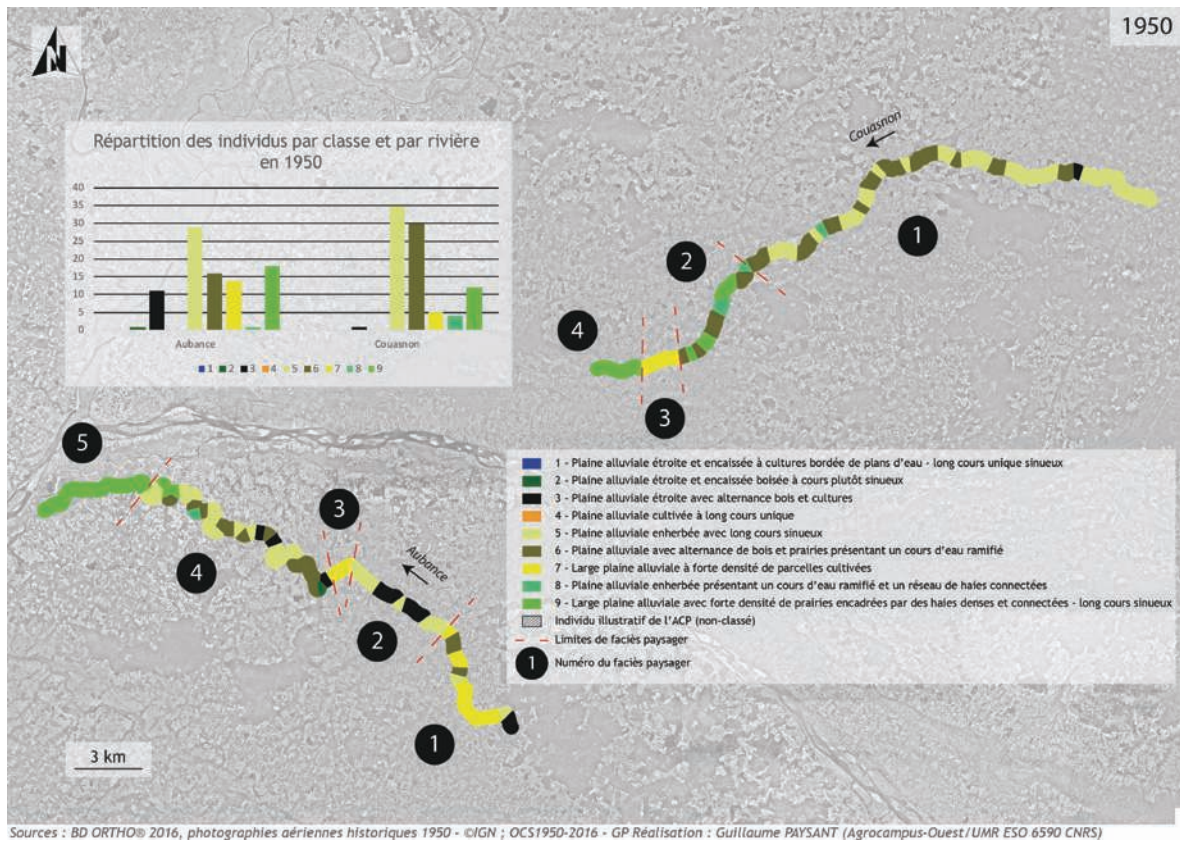 1950
N
Répartition des individus par classe et par rivière
en 1950
40
35
30
25
20
15
10
5
0
Aubance
Couasnon
1 2 3 4 5 6 7 8 9
Couasnon
1
2
3
4
5
4
3
2
1
Aubance
3 km
1 - Plaine alluviale étroite et encaissée à cultures bordée de plans d'eau - long cours unique sinueux
2 - Plaine alluviale étroite et encaissée boisée à cours plutôt sinueux
3 - Plaine alluviale étroite avec alternance bois et cultures
4 - Plaine alluviale cultivée à long cours unique
5 - Plaine alluviale enherbée avec long cours sinueux
6 - Plaine alluviale avec alternance de bois et prairies présentant un cours d'eau ramifié
7 - Large plaine alluviale à forte densité de parcelles cultivées
8 - Plaine alluviale enherbée présentant un cours d'eau ramifié et un réseau de haies connectées
9 - Large plaine alluviale avec forte densité de prairies encadrées par des haies denses et connectées - long cours sinueux
Individu illustratif de l'ACP (non-classé)
Limites de faciès paysager
1 Numéro du faciès paysager
Sources : BD ORTHO® 2016, photographies aériennes historiques 1950 - ©IGN ; OCS1950-2016 - GP Réalisation : Guillaume PAYSANT (Agrocampus-Ouest/UMR ESO 6590 CNRS)